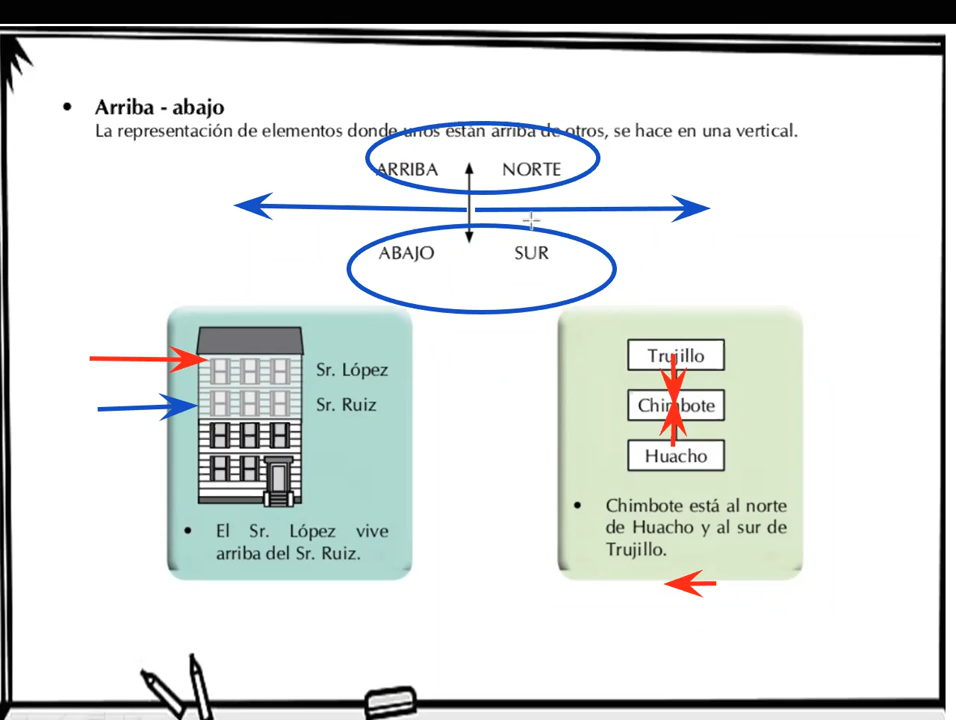 • Arriba - abajo
La representación de elementos donde unos están arriba de otros, se hace en una vertical.
ARRIBA NORTE
ABAJO SUR
Sr. López
Sr. Ruiz
• El Sr. López vive
arriba del Sr. Ruiz.
Trujillo
Chimbote
Huacho
• Chimbote está al norte
de Huacho y al sur de
Trujillo.